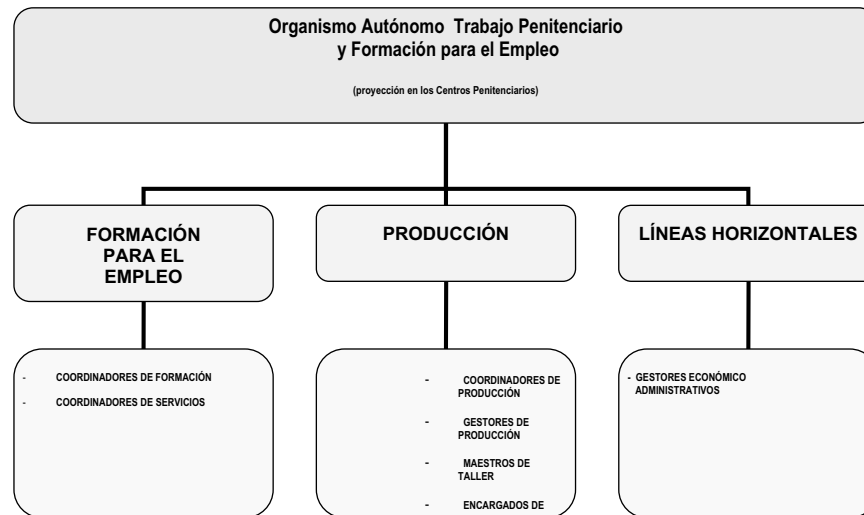 Organismo Autónomo Trabajo Penitenciario
y Formación para el Empleo
(proyección en los Centros Penitenciarios)
FORMACIÓN
PARA EL
EMPLEO
PRODUCCIÓN
LÍNEAS HORIZONTALES
- COORDINADORES DE FORMACIÓN
- COORDINADORES DE SERVICIOS
- COORDINADORES DE
PRODUCCIÓN
- GESTORES DE
PRODUCCIÓN
- MAESTROS DE
TALLER
- ENCARGADOS DE
- GESTORES ECONÓMICO
ADMINISTRATIVOS